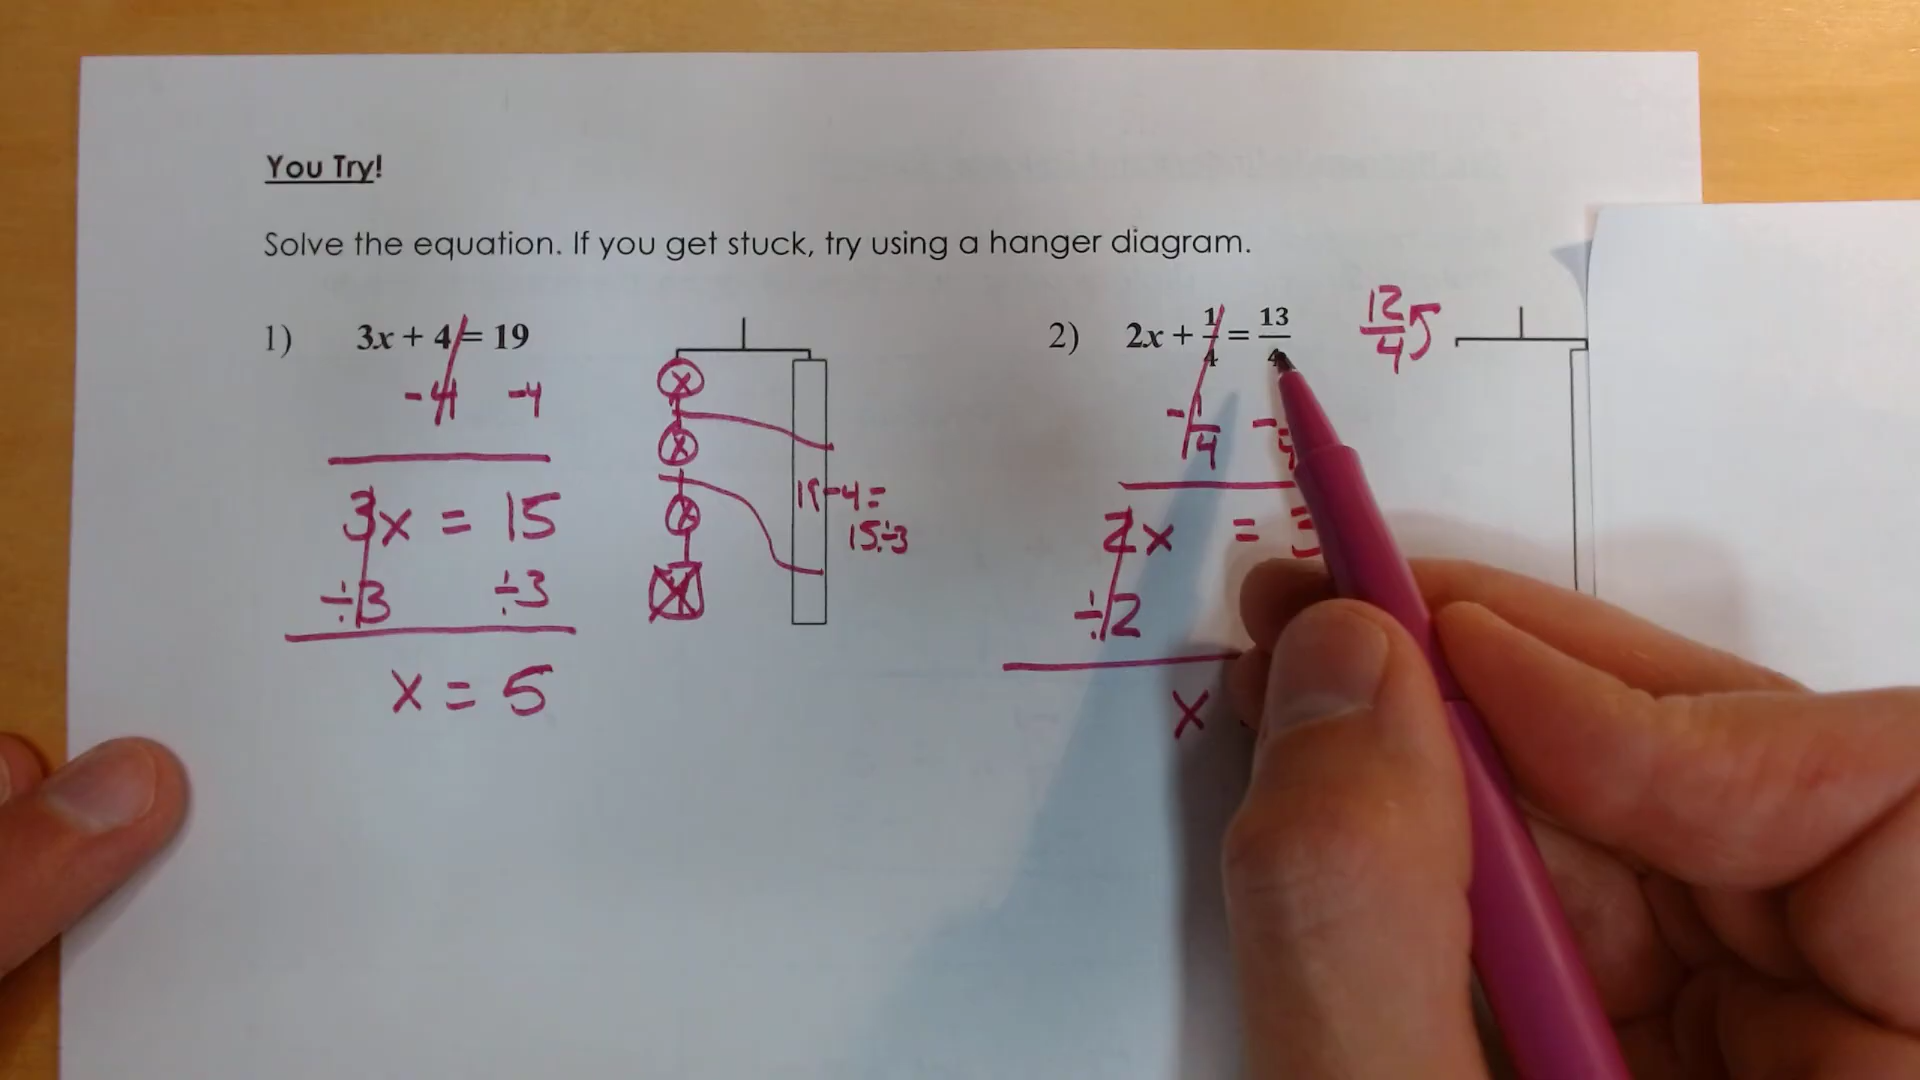 You Try!
Solve the equation. If you get stuck, try using a hanger diagram.
1) 3x + 4 = 19
-4 -4
3x = 15
÷3 ÷3
x = 5
x
x
x
19-4=
15÷3
2) 2x + 1/4 = 13/4
12/4
-1/4 -
2x = 3
÷2
x